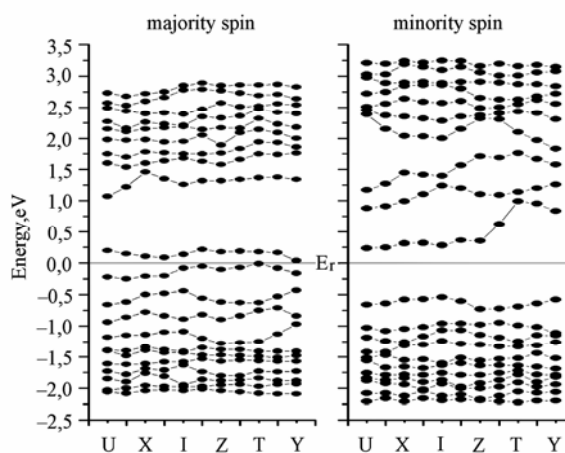 majority spin
minority spin
Energy,eV
3,5
3,0
2,5
2,0
1,5
1,0
0,5
0,0
−0,5
−1,0
−1,5
−2,0
−2,5
Er
U X I Z T Y
U X I Z T Y